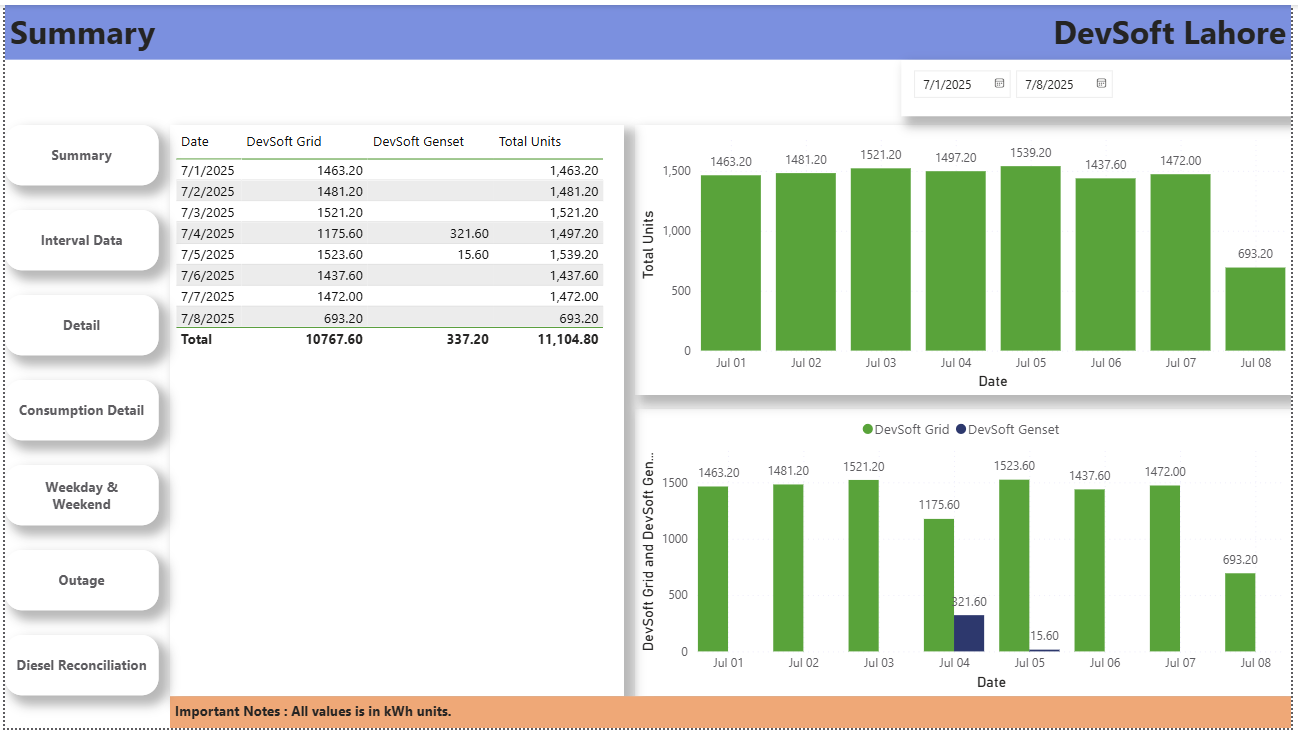 Summary
DevSoft Lahore
7/1/2025
7/8/2025
Summary
Interval Data
Detail
Consumption Detail
Weekday &
Weekend
Outage
Diesel Reconciliation
Date DevSoft Grid DevSoft Genset Total Units
7/1/2025 1463.20 1,463.20
7/2/2025 1481.20 1,481.20
7/3/2025 1521.20 1,521.20
7/4/2025 1175.60 321.60 1,497.20
7/5/2025 1523.60 15.60 1,539.20
7/6/2025 1437.60 1,437.60
7/7/2025 1472.00 1,472.00
7/8/2025 693.20 693.20
Total 10767.60 337.20 11,104.80
Total Units
1,500
1,000
500
0
1463.20 1481.20 1521.20 1497.20 1539.20 1437.60 1472.00 693.20
Jul 01 Jul 02 Jul 03 Jul 04 Jul 05 Jul 06 Jul 07 Jul 08
Date
DevSoft Grid DevSoft Genset
DevSoft Grid and DevSoft Gen...
1500
1000
500
0
1463.20 1481.20 1521.20 1175.60 321.60 1523.60 15.60 1437.60 1472.00 693.20
Jul 01 Jul 02 Jul 03 Jul 04 Jul 05 Jul 06 Jul 07 Jul 08
Date
Important Notes : All values is in kWh units.